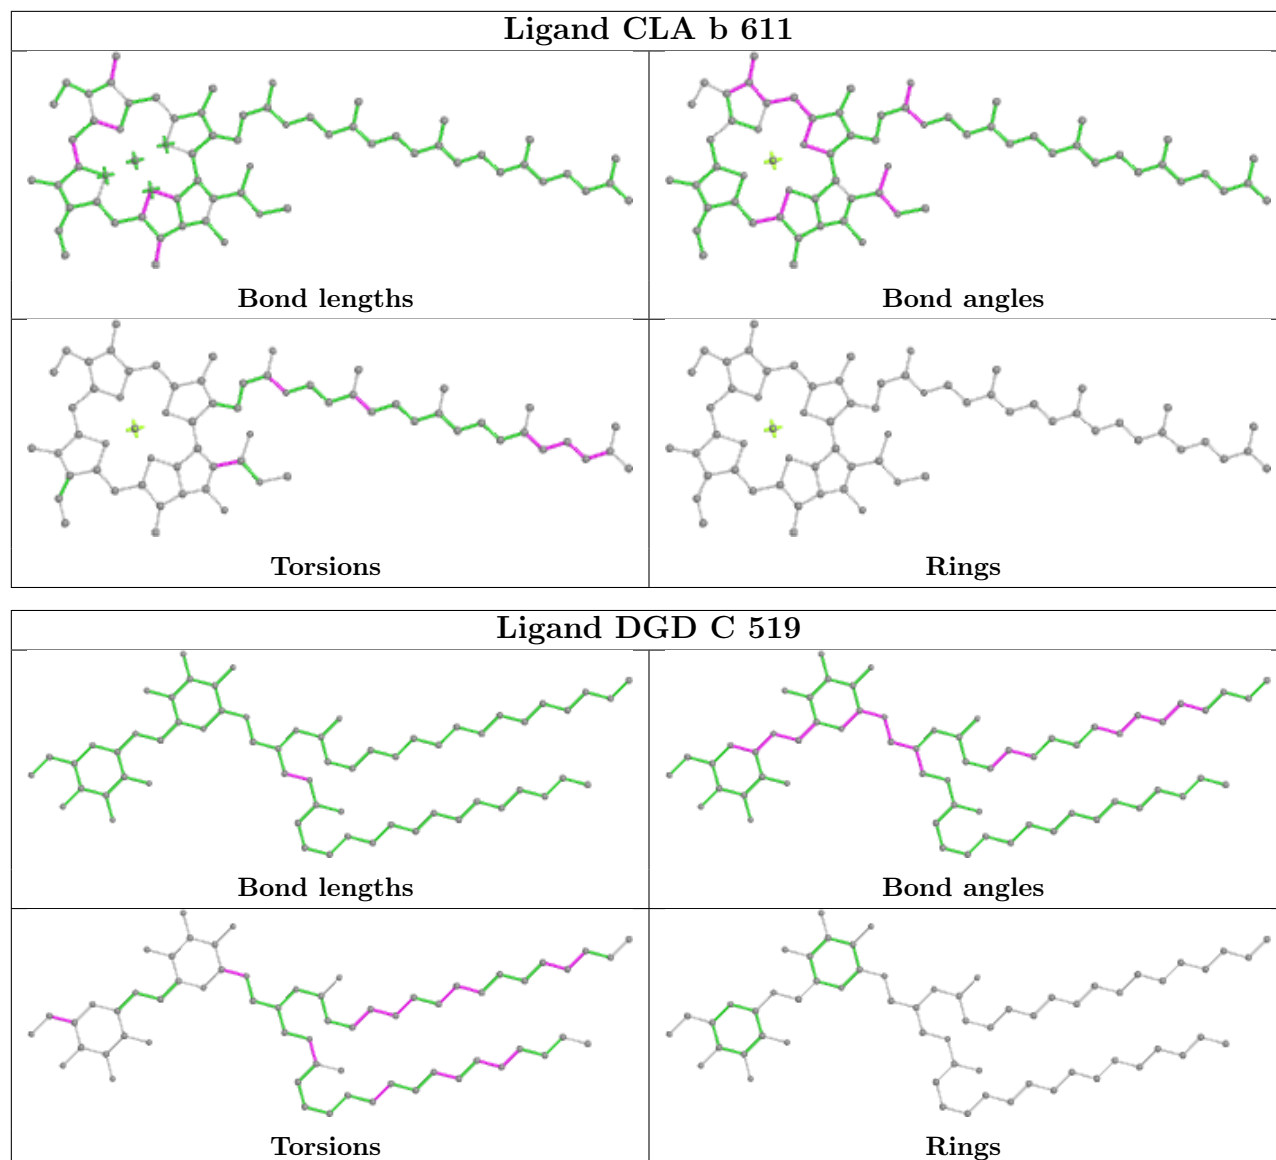 Ligand CLA b 611
Bond lengths
Bond angles
Torsions
Rings
Ligand DGD C 519
Bond lengths
Bond angles
Torsions
Rings